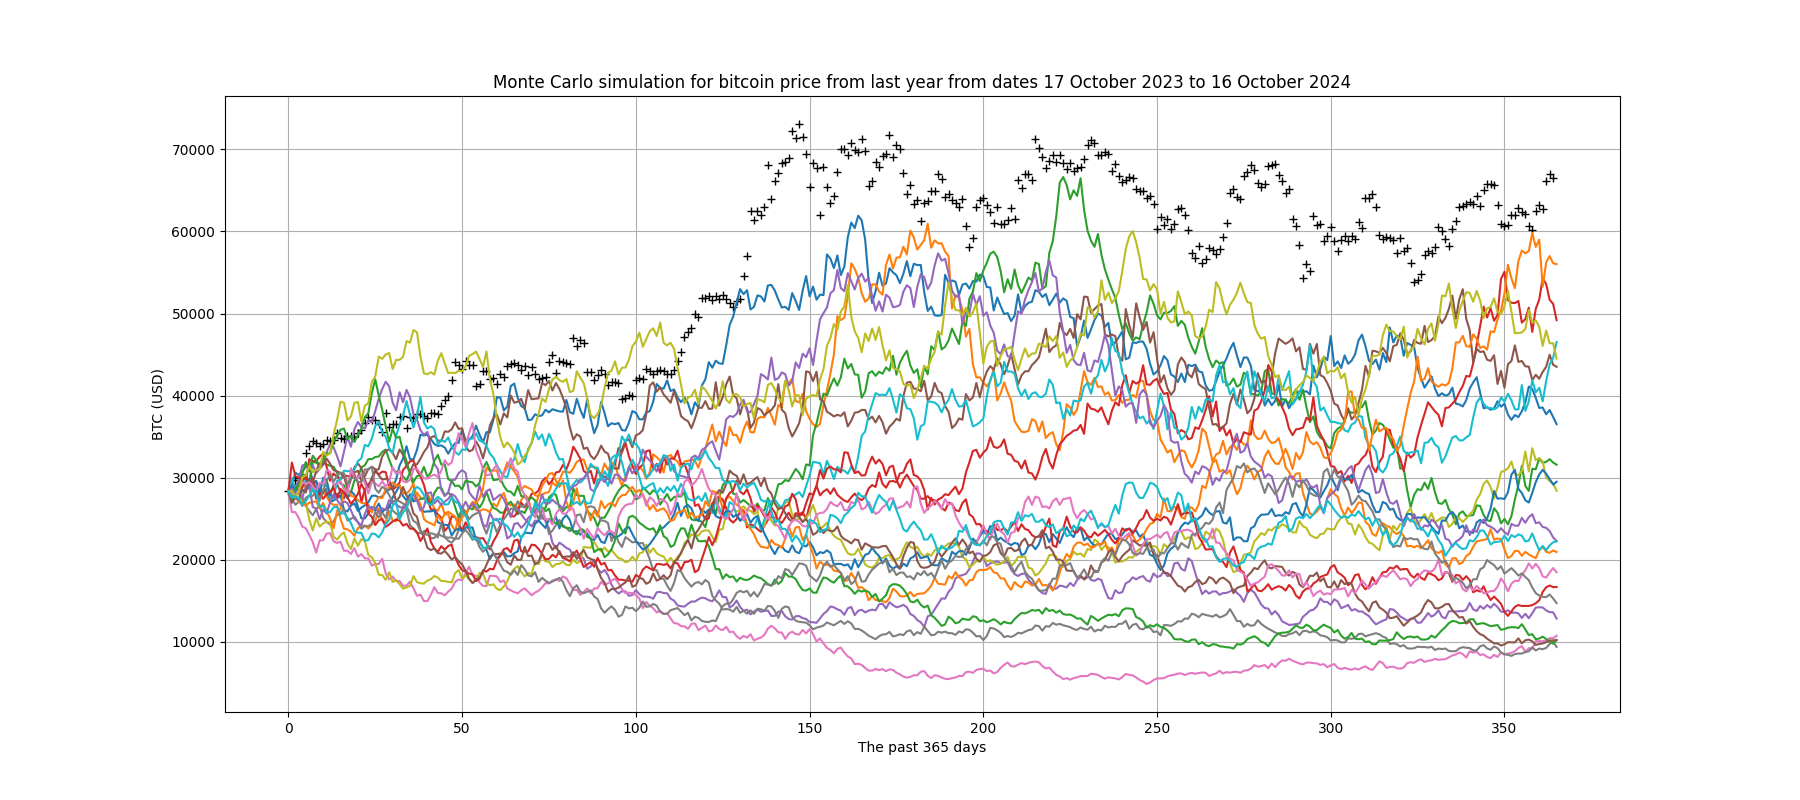 Monte Carlo simulation for bitcoin price from last year from dates 17 October 2023 to 16 October 2024
70000
60000
50000
40000
30000
20000
10000
BTC (USD)
0 50 100 150 200 250 300 350
The past 365 days